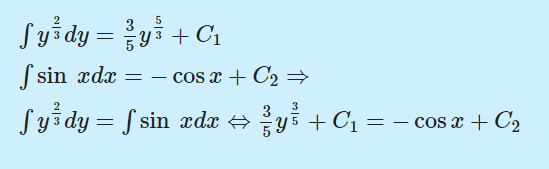 ∫ y^{2/3} dy = 3/5 y^{5/3} + C₁
∫ sin xdx = − cos x + C₂ ⇒
∫ y^{2/3} dy = ∫ sin xdx ⇔ 3/5 y^{3/5} + C₁ = − cos x + C₂